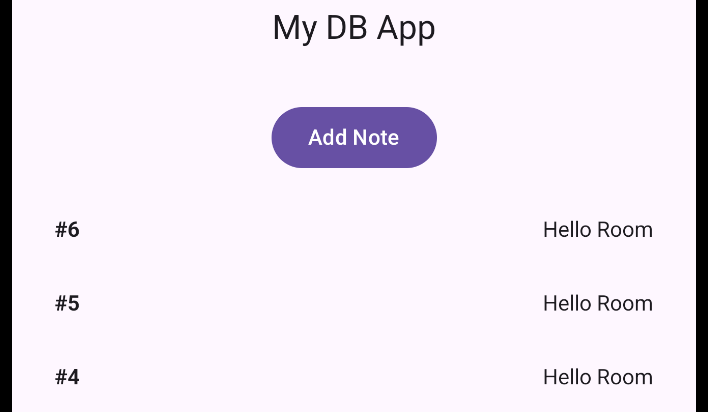 My DB App
Add Note
#6 Hello Room
#5 Hello Room
#4 Hello Room